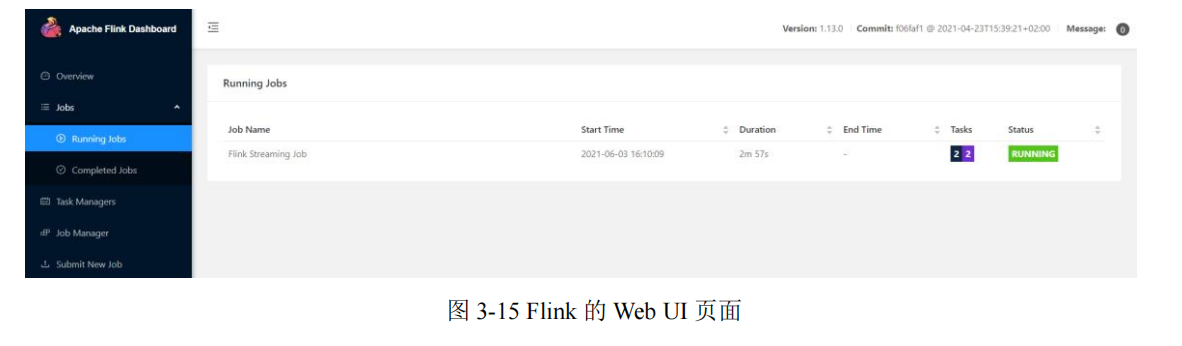 Apache Flink Dashboard
Version: 1.13.0 Commit: f06faf1 @ 2021-04-23T15:39:21+02:00 Message: 0
Overview
Jobs
Running Jobs
Completed Jobs
Task Managers
Job Manager
Submit New Job
Running Jobs
Job Name Start Time Duration End Time Tasks Status
Flink Streaming Job 2021-06-03 16:10:09 2m 57s - 2 2 RUNNING
图 3-15 Flink 的 Web UI 页面